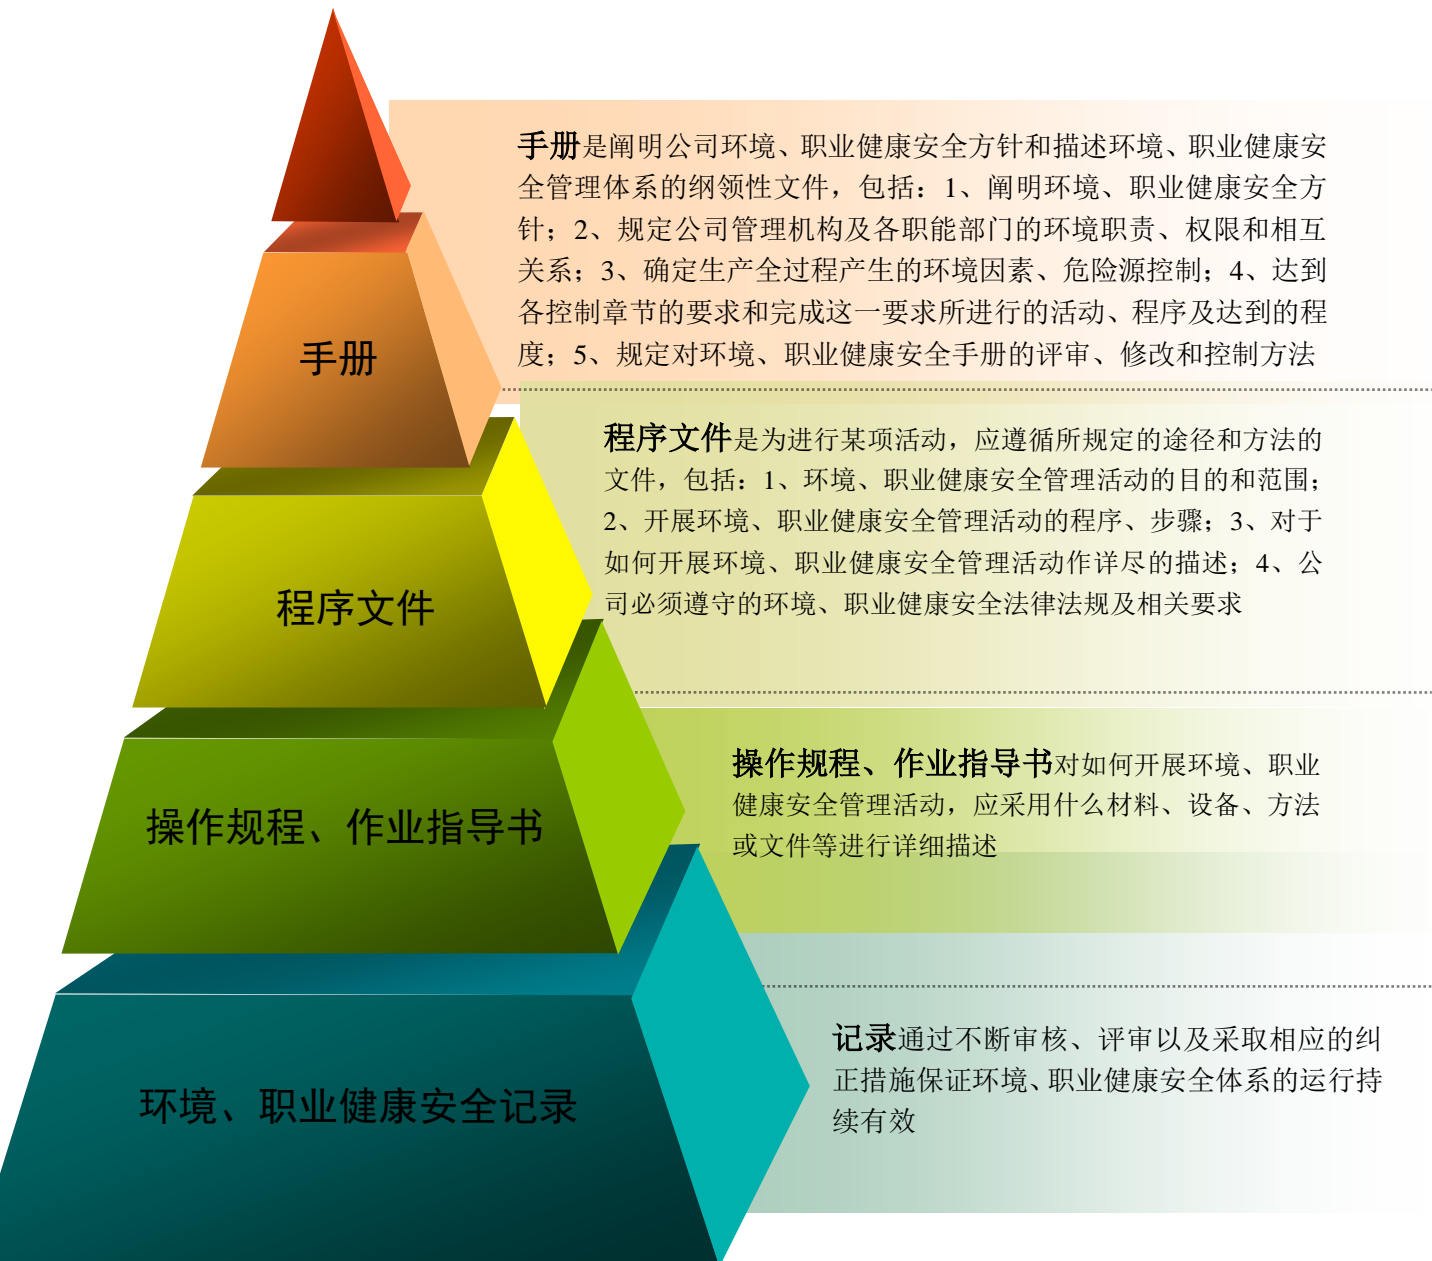 手册是阐明公司环境、职业健康安全方针和描述环境、职业健康安
全管理体系的纲领性文件，包括：1、阐明环境、职业健康安全方
针；2、规定公司管理机构及各职能部门的环境职责、权限和相互
关系；3、确定生产全过程产生的环境因素、危险源控制；4、达到
各控制章节的要求和完成这一要求所进行的活动、程序及达到的程
度；5、规定对环境、职业健康安全手册的评审、修改和控制方法
手册
程序文件是为进行某项活动，应遵循所规定的途径和方法的
文件，包括：1、环境、职业健康安全管理活动的目的和范围；
2、开展环境、职业健康安全管理活动的程序、步骤；3、对于
如何开展环境、职业健康安全管理活动作详尽的描述；4、公
司必须遵守的环境、职业健康安全法律法规及相关要求
程序文件
操作规程、作业指导书对如何开展环境、职业
健康安全管理活动，应采用什么材料、设备、方法
或文件等进行详细描述
操作规程、作业指导书
记录通过不断审核、评审以及采取相应的纠
正措施保证环境、职业健康安全体系的运行持
续有效
环境、职业健康安全记录